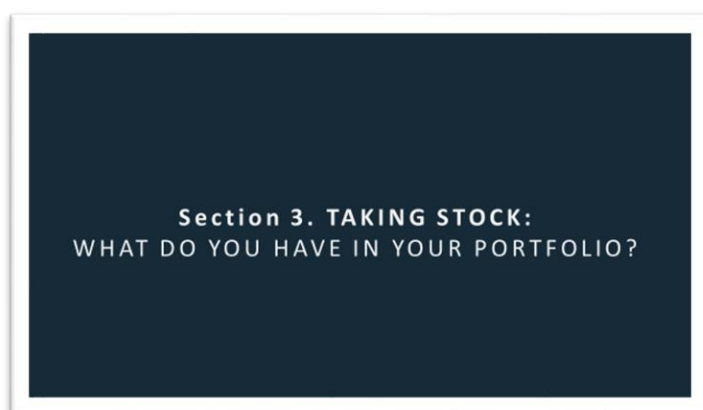 Section 3. TAKING STOCK:
WHAT DO YOU HAVE IN YOUR PORTFOLIO?